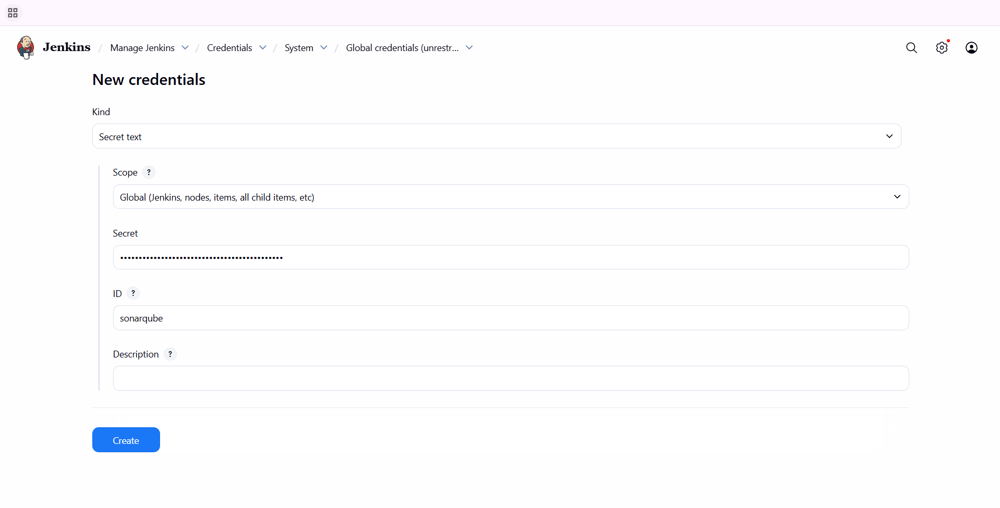 Jenkins / Manage Jenkins / Credentials / System / Global credentials (unrestr...
New credentials
Kind
Secret text
Scope ?
Global (Jenkins, nodes, items, all child items, etc)
Secret
••••••••••••••••••••••••••••••••••••••••••••
ID ?
sonarqube
Description ?
Create